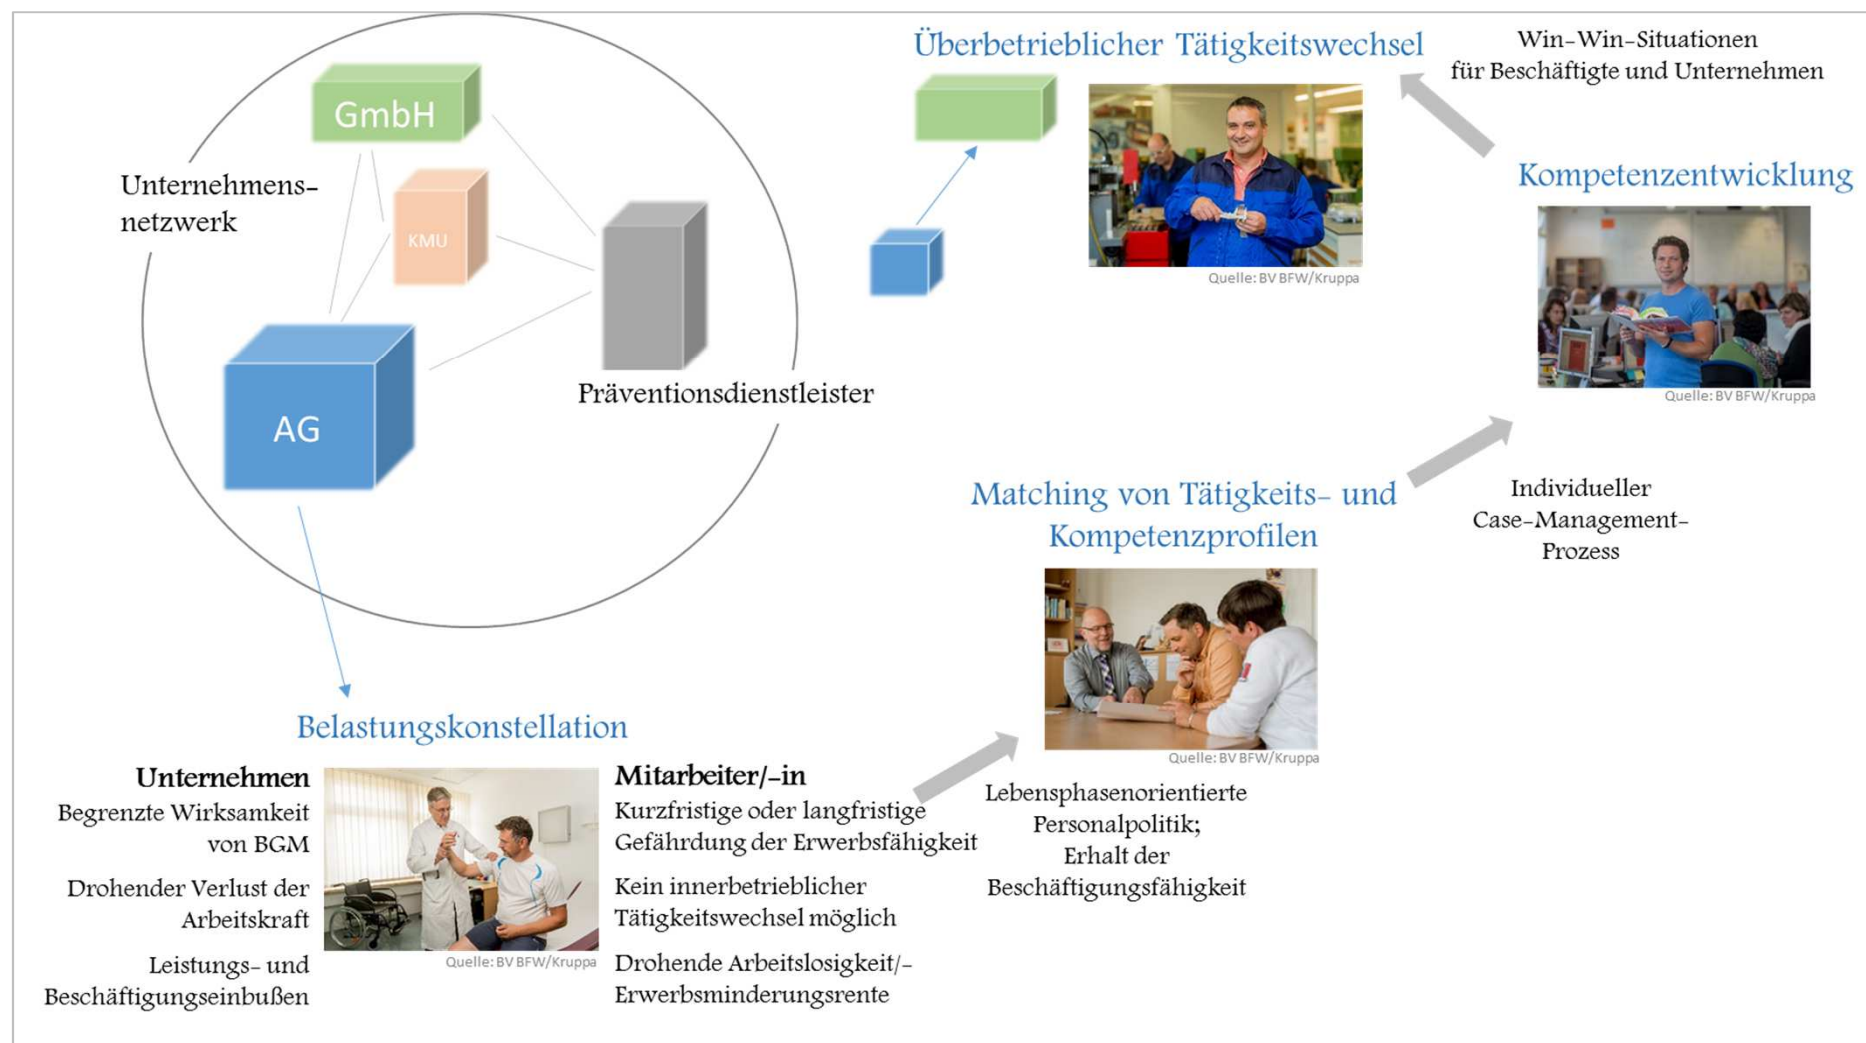 GmbH
Unternehmens-
netzwerk
KMU
AG
Präventionsdienstleister
Überbetrieblicher Tätigkeitswechsel
Quelle: BV BFW/Kruppa
Win-Win-Situationen
für Beschäftigte und Unternehmen
Kompetenzentwicklung
Quelle: BV BFW/Kruppa
Individueller
Case-Management-
Prozess
Matching von Tätigkeits- und
Kompetenzprofilen
Quelle: BV BFW/Kruppa
Lebensphasenorientierte
Personalpolitik;
Erhalt der
Beschäftigungsfähigkeit
Belastungskonstellation
Unternehmen
Begrenzte Wirksamkeit
von BGM
Drohender Verlust der
Arbeitskraft
Leistungs- und
Beschäftigungseinbußen
Quelle: BV BFW/Kruppa
Mitarbeiter/-in
Kurzfristige oder langfristige
Gefährdung der Erwerbsfähigkeit
Kein innerbetrieblicher
Tätigkeitswechsel möglich
Drohende Arbeitslosigkeit/-
Erwerbsminderungsrente